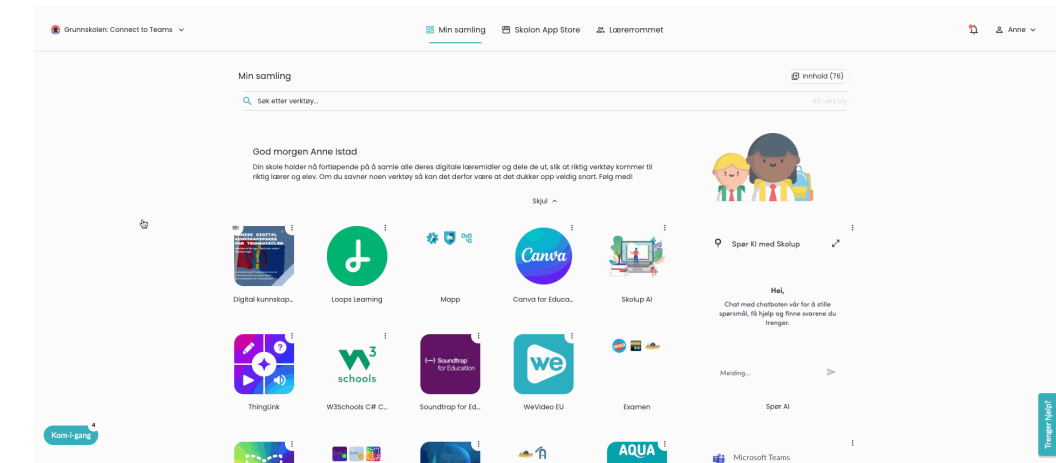 Grunnskolen: Connect to Teams
Min samling
Skolon App Store
Lærerrommet
Anne
Min samling
Innhold (76)
Søk etter verktøy...
49 verktøy
God morgen Anne Istad
Din skole holder nå fortløpende på å samle alle deres digitale læremidler og dele de ut, slik at riktig verktøy kommer til
riktig lærer og elev. Om du savner noen verktøy så kan det derfor være at det dukker opp veldig snart. Følg med!
Skjul
Canva
Digital kunnskap...
Loops Learning
Mapp
Canva for Educa...
Skolup AI
Spør KI med Skolup
Hei,
Chat med chatboten vår for å stille
spørsmål, få hjelp og finne svarene du
trenger.
Melding...
Spør AI
W3
schools
Soundtrap
for Education
we
ThingLink
W3Schools C# C...
Soundtrap for Ed...
WeVideo EU
Examen
Kom-i-gang
4
Trenger hjelp?
AQUA
Microsoft Teams